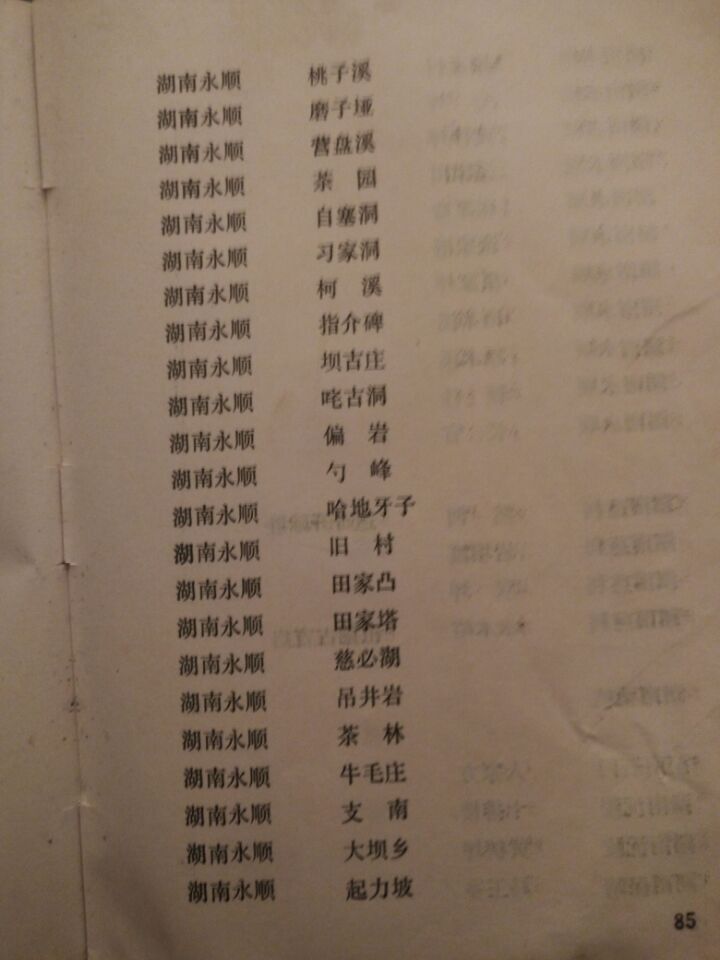 湖南永顺 桃子溪
湖南永顺 磨子垭
湖南永顺 营盘溪
湖南永顺 茶 园
湖南永顺 自塞洞
湖南永顺 习家洞
湖南永顺 柯 溪
湖南永顺 指介碑
湖南永顺 坝古庄
湖南永顺 咤古洞
湖南永顺 偏 岩
湖南永顺 勺 峰
湖南永顺 哈地牙子
湖南永顺 旧 村
湖南永顺 田家凸
湖南永顺 田家塔
湖南永顺 慈必湖
湖南永顺 吊井岩
湖南永顺 茶 林
湖南永顺 牛毛庄
湖南永顺 支 南
湖南永顺 大坝乡
湖南永顺 起力坡
85